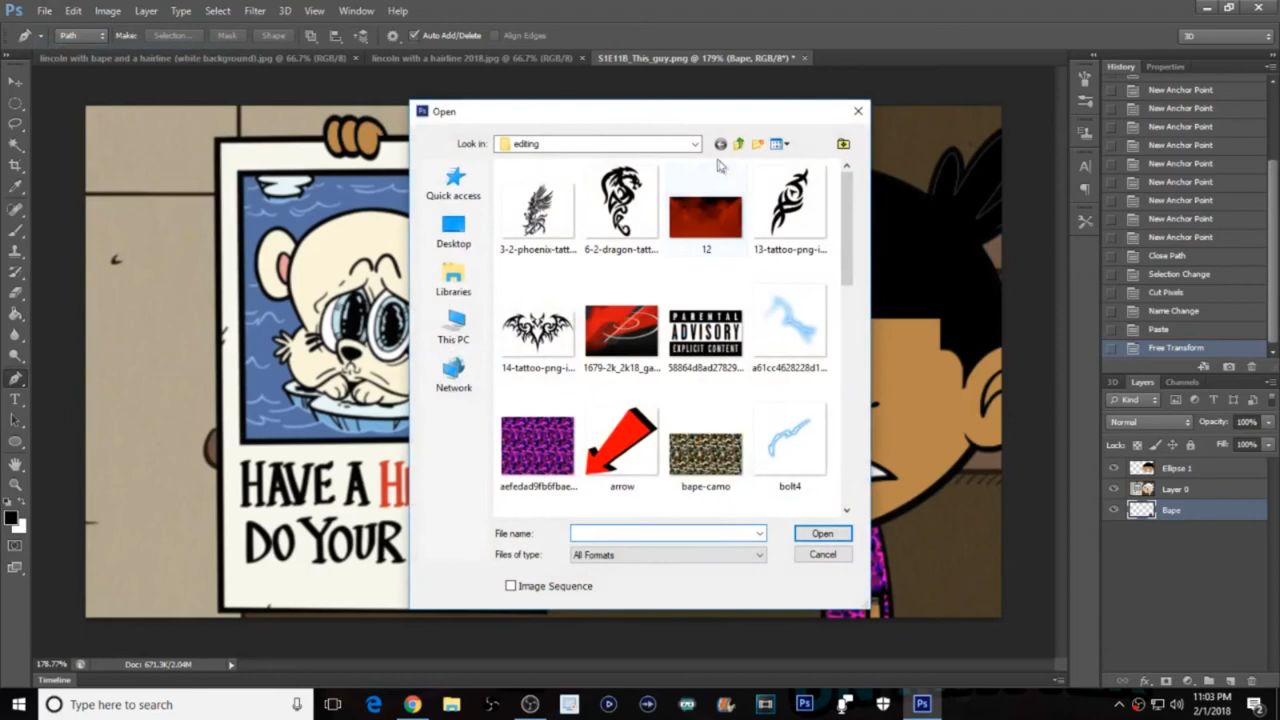 Ps File Edit Image Layer Type Select Filter 3D View Window Help
Path Make: Selection... Mask Shape Auto Add/Delete Align Edges 3D
lincoln with bape and a hairline (white background).jpg @ 66.7% (RGB/8) × lincoln with a hairline 2018.jpg @ 66.7% (RGB/8) × S1E11B_This_guy.png @ 179% (Bape, RGB/8*) * ×
History Properties
New Anchor Point
New Anchor Point
New Anchor Point
New Anchor Point
New Anchor Point
New Anchor Point
New Anchor Point
New Anchor Point
New Anchor Point
Close Path
Selection Change
Cut Pixels
Name Change
Paste
Free Transform
3D Layers Channels
Kind
Normal Opacity: 100%
Lock: Fill: 100%
Ellipse 1
Layer 0
Bape
Open
Look in: editing
Quick access
Desktop
Libraries
This PC
Network
3-2-phoenix-tatt... 6-2-dragon-tatt... 12 13-tattoo-png-i...
PARENTAL
ADVISORY
EXPLICIT CONTENT
14-tattoo-png-i... 1679-2k_2k18_ga... 58864d8ad27829... a61cc4628228d1...
aefedad9fb6fbae... arrow bape-camo bolt4
File name: Open
Files of type: All Formats Cancel
Image Sequence
HAVE A
DO YOUR
178.77% Doc: 671.3K/2.04M
Timeline
Type here to search
11:03 PM
2/1/2018